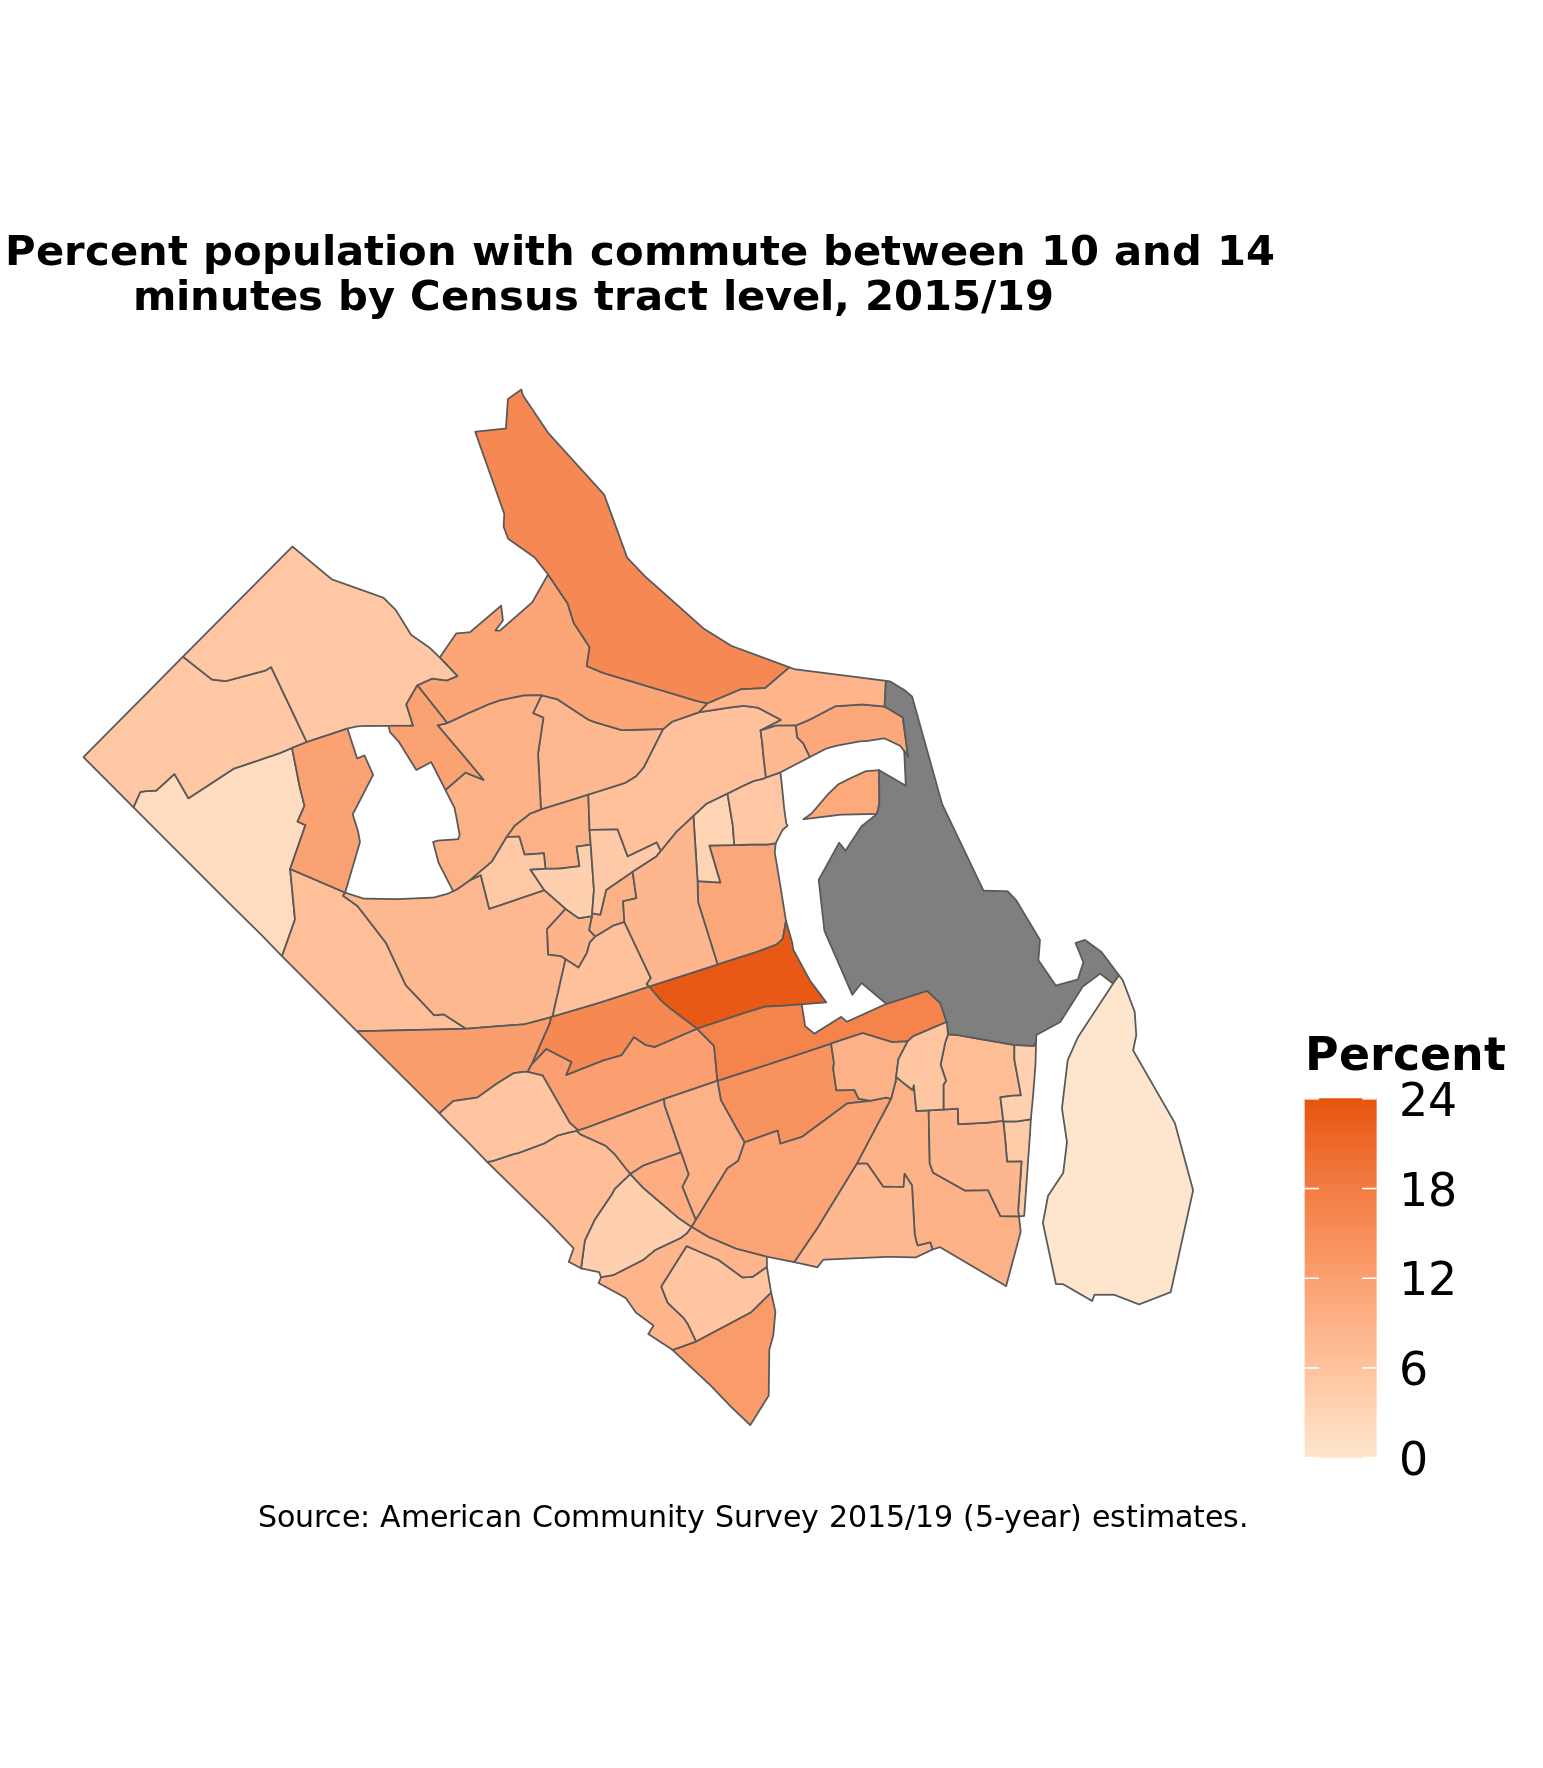 Percent population with commute between 10 and 14
minutes by Census tract level, 2015/19
Percent
24
18
12
6
0
Source: American Community Survey 2015/19 (5-year) estimates.